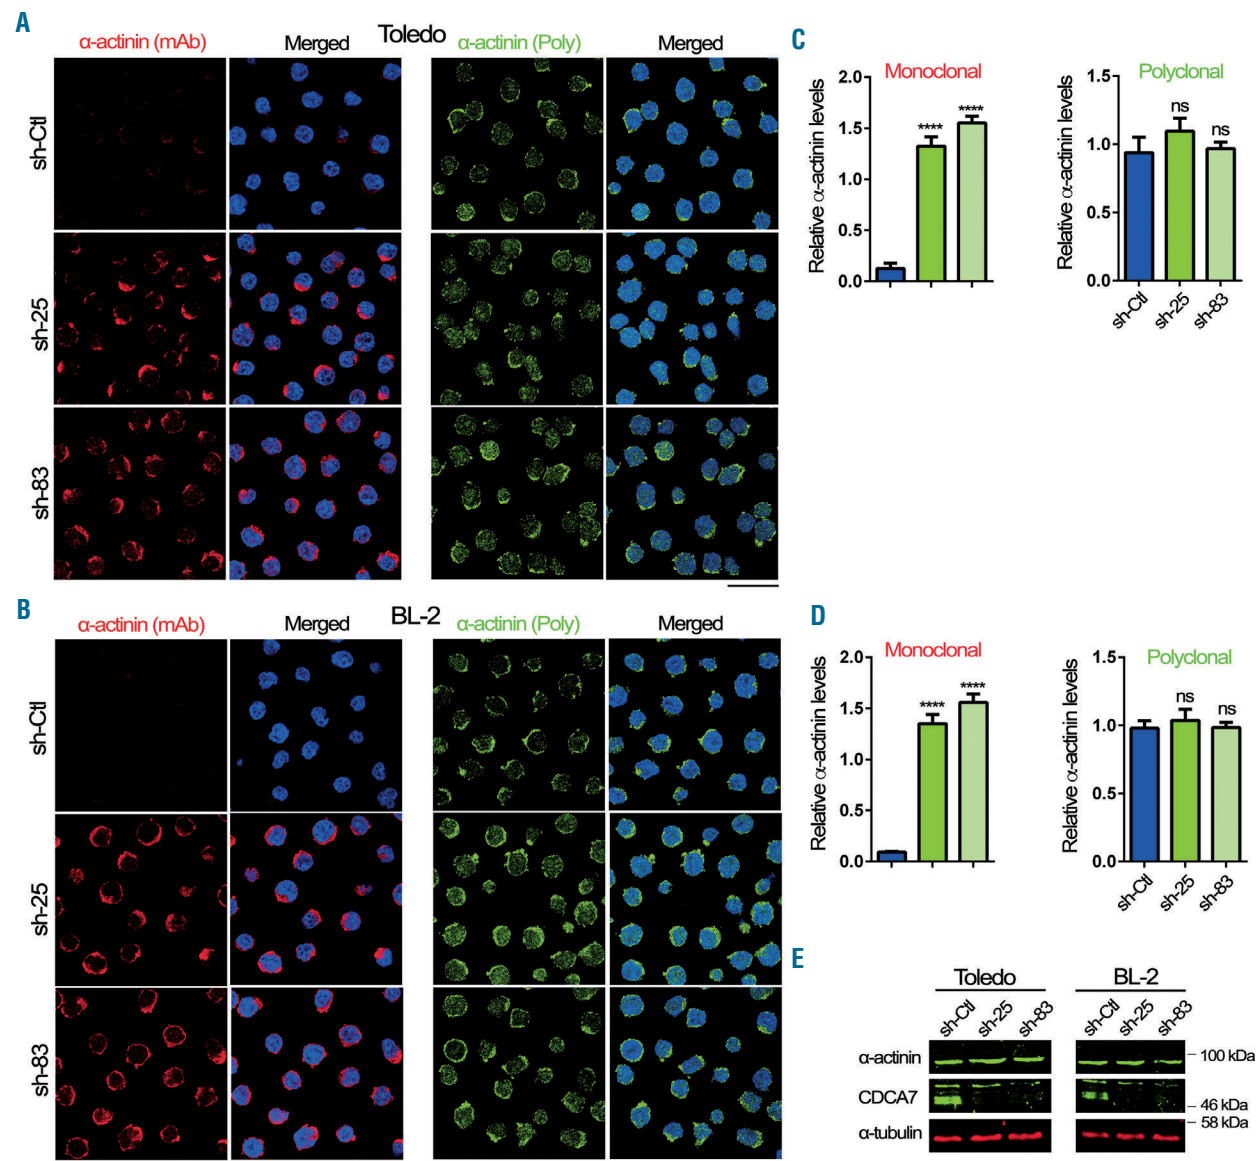 A
Toledo
α-actinin (mAb)
Merged
α-actinin (Poly)
Merged
sh-Ctl
sh-25
sh-83
B
BL-2
α-actinin (mAb)
Merged
α-actinin (Poly)
Merged
sh-Ctl
sh-25
sh-83
C
Monoclonal
Relative α-actinin levels
2.0
1.5
1.0
0.5
0.0
****
****
Polyclonal
Relative α-actinin levels
1.5
1.0
0.5
0.0
ns
ns
sh-Ctl
sh-25
sh-83
D
Monoclonal
Relative α-actinin levels
2.0
1.5
1.0
0.5
0.0
****
****
Polyclonal
Relative α-actinin levels
1.5
1.0
0.5
0.0
ns
ns
sh-Ctl
sh-25
sh-83
E
Toledo
BL-2
sh-Ctl
sh-25
sh-83
sh-Ctl
sh-25
sh-83
α-actinin
100 kDa
CDCA7
46 kDa
58 kDa
α-tubulin